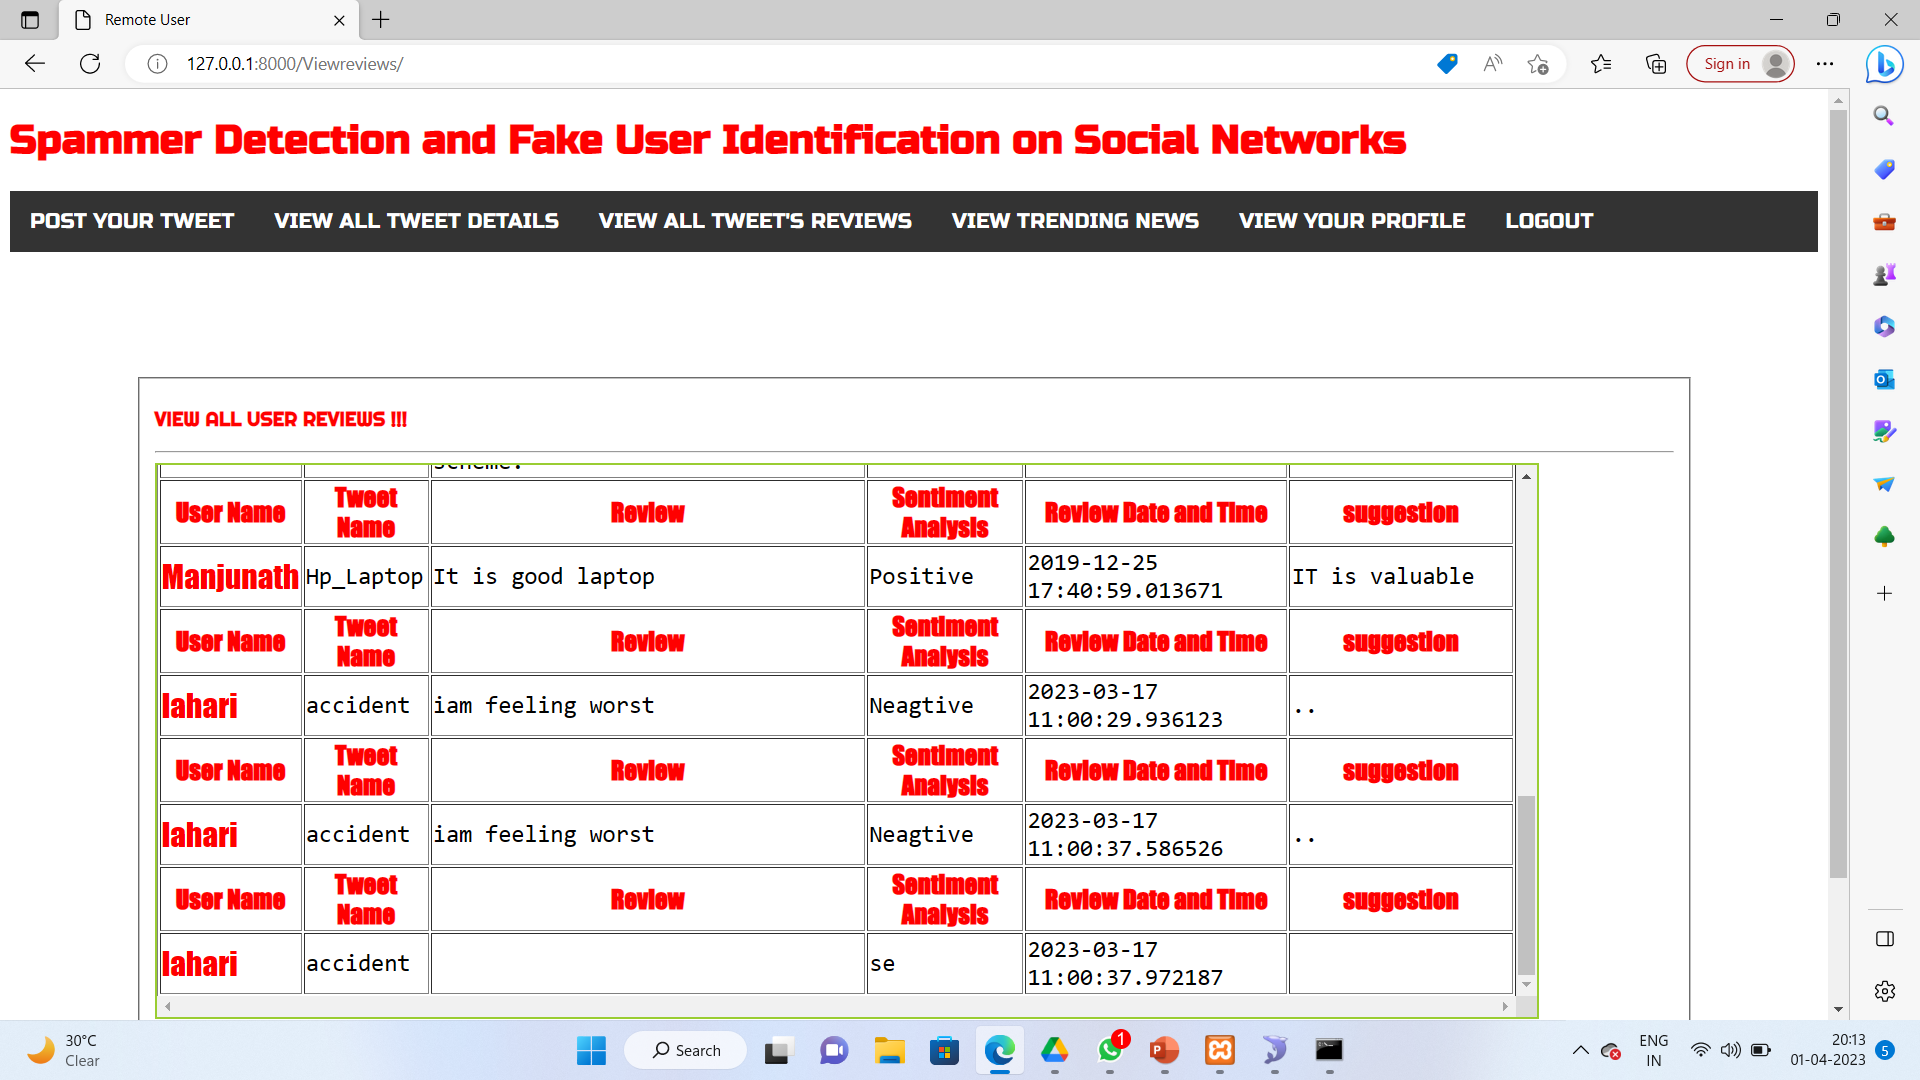 Remote User
127.0.0.1:8000/Viewreviews/
Sign in
Spammer Detection and Fake User Identification on Social Networks
POST YOUR TWEET VIEW ALL TWEET DETAILS VIEW ALL TWEET'S REVIEWS VIEW TRENDING NEWS VIEW YOUR PROFILE LOGOUT
VIEW ALL USER REVIEWS !!!
scheme.
User Name Tweet Name Review Sentiment Analysis Review Date and Time suggestion
Manjunath Hp_Laptop It is good laptop Positive 2019-12-25 17:40:59.013671 IT is valuable
User Name Tweet Name Review Sentiment Analysis Review Date and Time suggestion
lahari accident iam feeling worst Neagtive 2023-03-17 11:00:29.936123 ..
User Name Tweet Name Review Sentiment Analysis Review Date and Time suggestion
lahari accident iam feeling worst Neagtive 2023-03-17 11:00:37.586526 ..
User Name Tweet Name Review Sentiment Analysis Review Date and Time suggestion
lahari accident se 2023-03-17 11:00:37.972187
30°C
Clear
Search
1
ENG
IN
20:13
01-04-2023
5